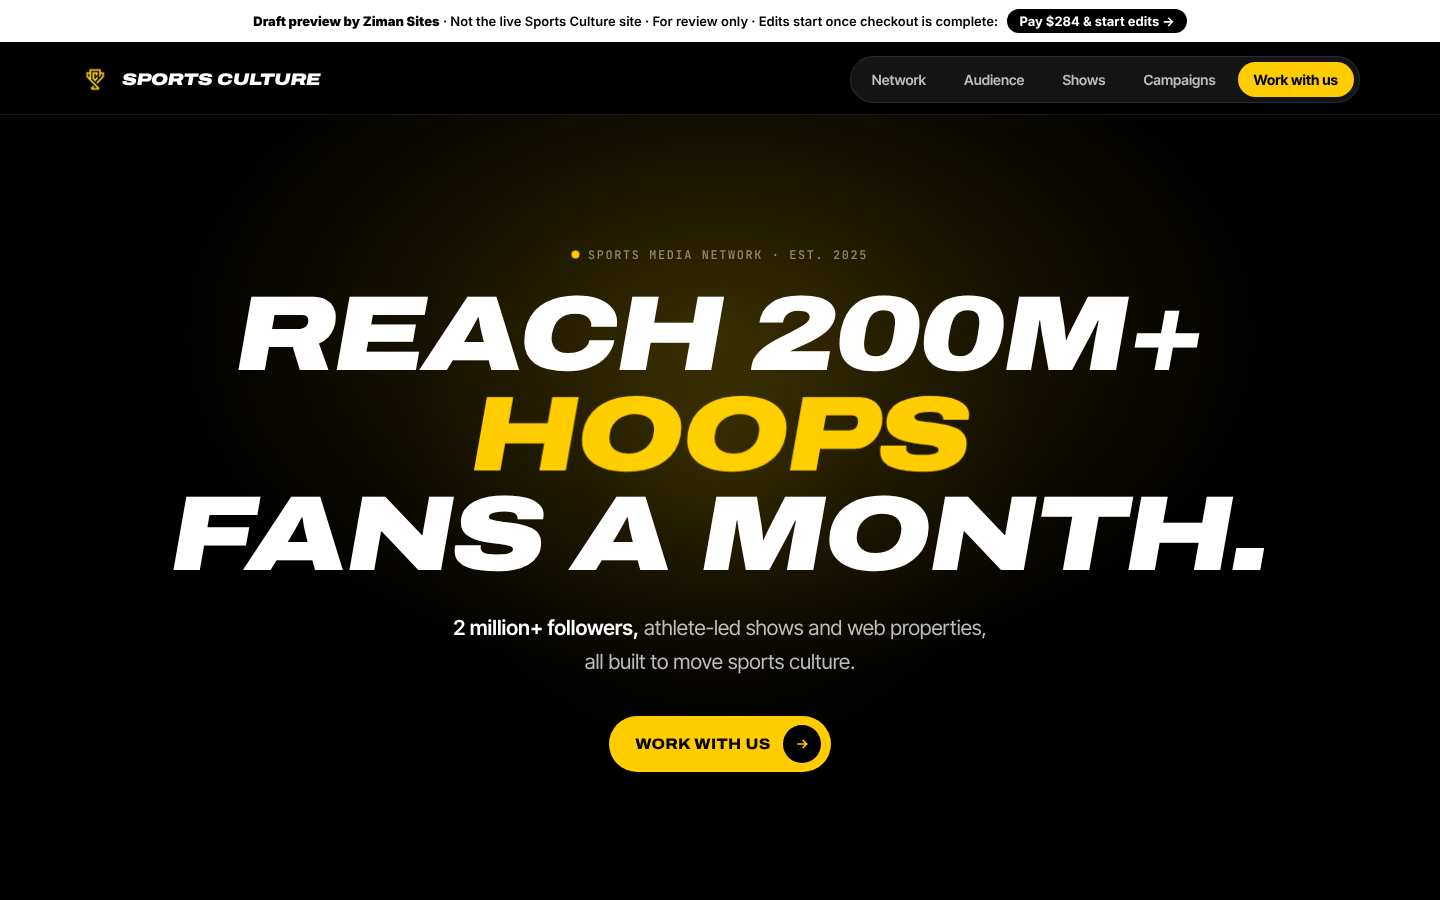 Draft preview by Ziman Sites · Not the live Sports Culture site · For review only · Edits start once checkout is complete: Pay $284 & start edits →
SPORTS CULTURE Network Audience Shows Campaigns Work with us
SPORTS MEDIA NETWORK · EST. 2025
REACH 200M+
HOOPS
FANS A MONTH.
2 million+ followers, athlete-led shows and web properties,
all built to move sports culture.
WORK WITH US →